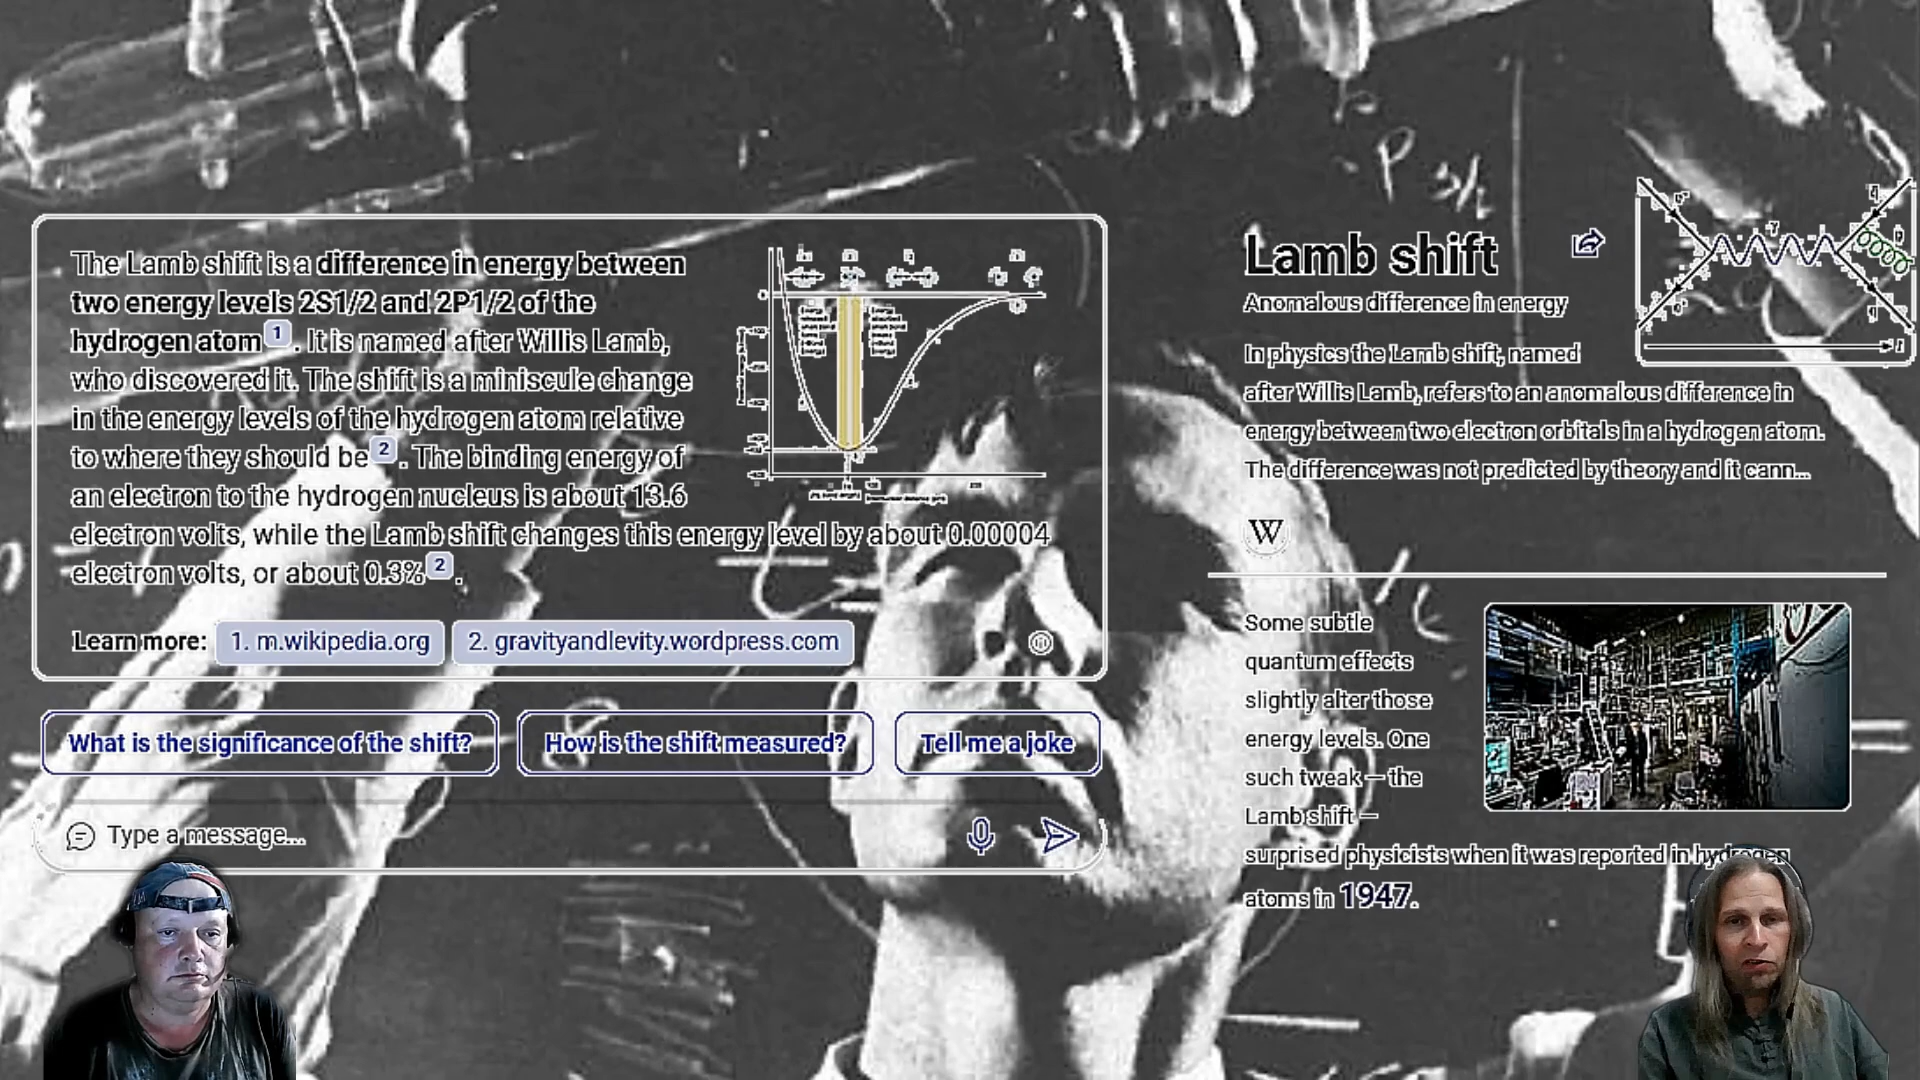 P 3/2
The Lamb shift is a difference in energy between
two energy levels 2S1/2 and 2P1/2 of the
hydrogen atom 1 . It is named after Willis Lamb,
who discovered it. The shift is a miniscule change
in the energy levels of the hydrogen atom relative
to where they should be 2 . The binding energy of
an electron to the hydrogen nucleus is about 13.6
electron volts, while the Lamb shift changes this energy level by about 0.00004
electron volts, or about 0.3% 2 .
Learn more: 1. m.wikipedia.org 2. gravityandlevity.wordpress.com
What is the significance of the shift? How is the shift measured? Tell me a joke
Type a message...
Lamb shift
Anomalous difference in energy
In physics the Lamb shift, named
after Willis Lamb, refers to an anomalous difference in
energy between two electron orbitals in a hydrogen atom.
The difference was not predicted by theory and it cann...
W
Some subtle
quantum effects
slightly alter those
energy levels. One
such tweak — the
Lamb shift —
surprised physicists when it was reported in hydrogen
atoms in 1947.